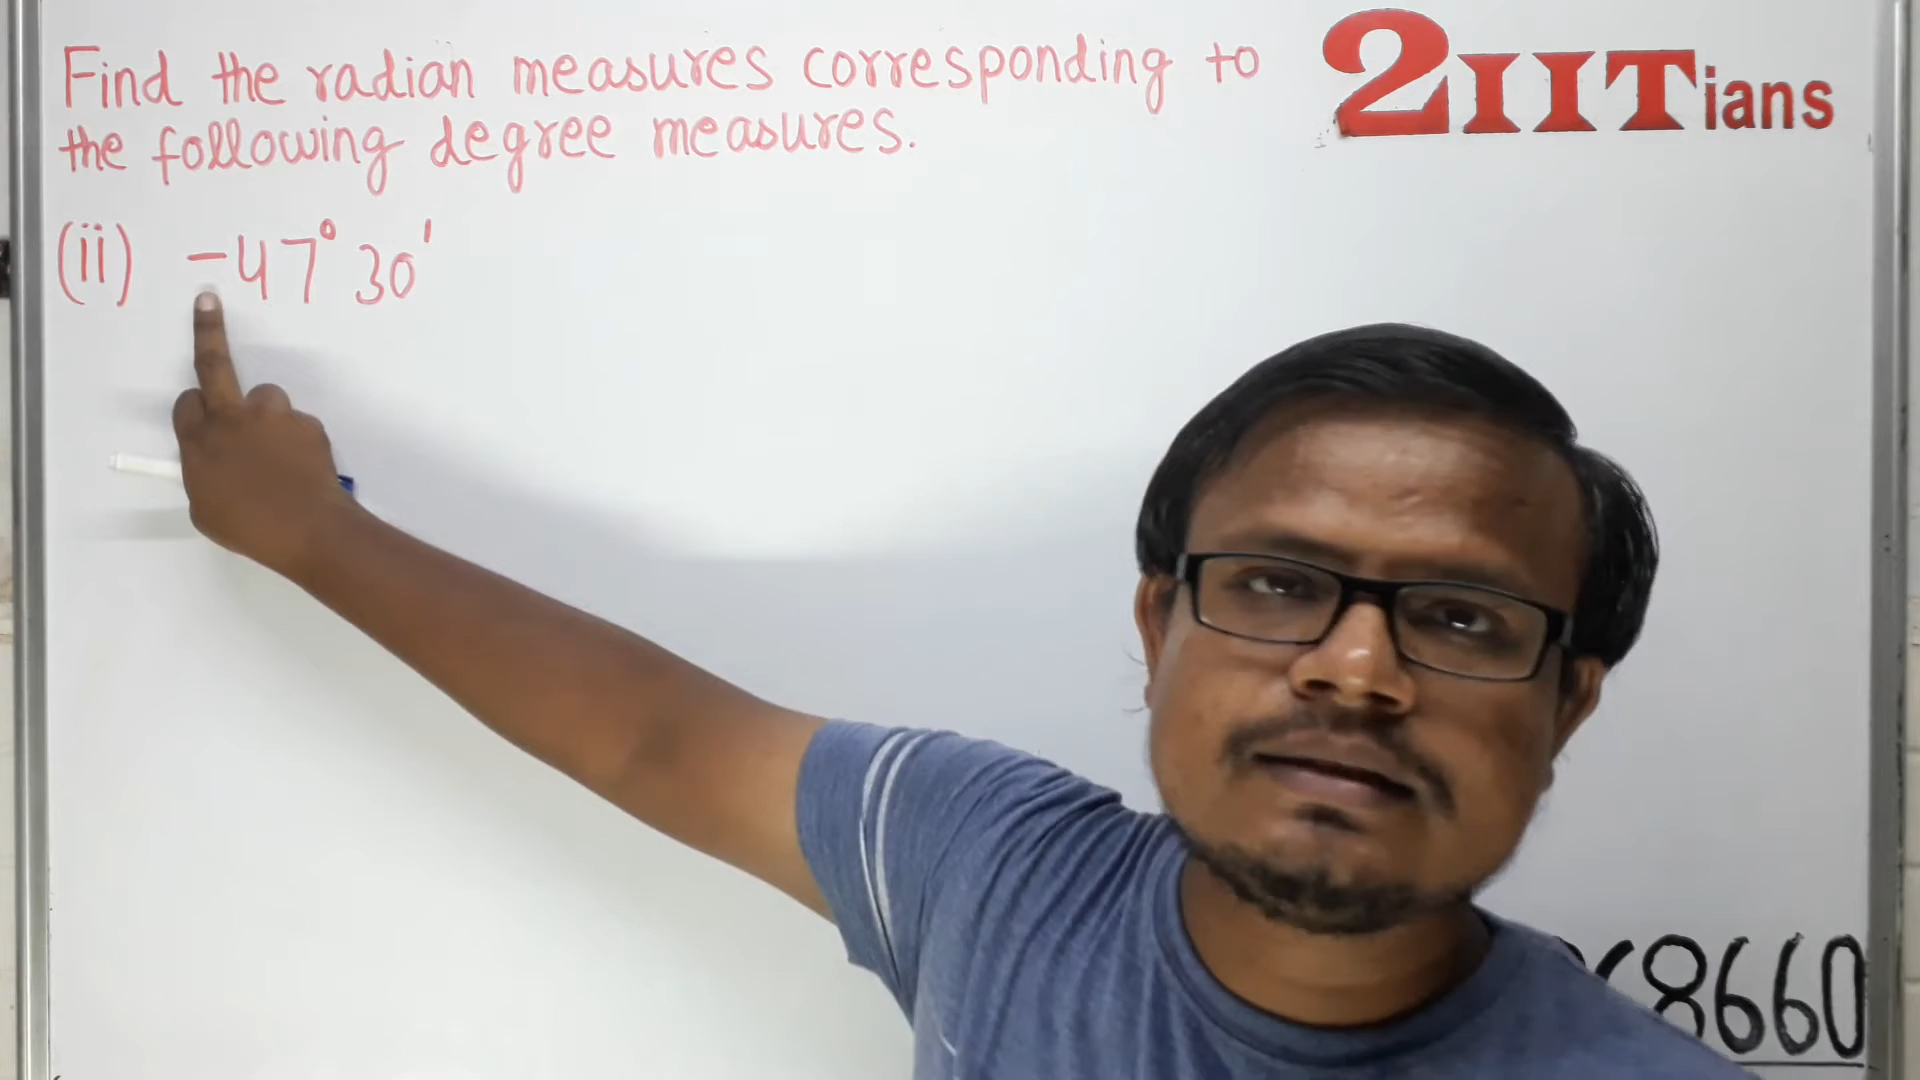 Find the radian measures corresponding to
the following degree measures.
2IITians
(ii) -47° 30'
8660